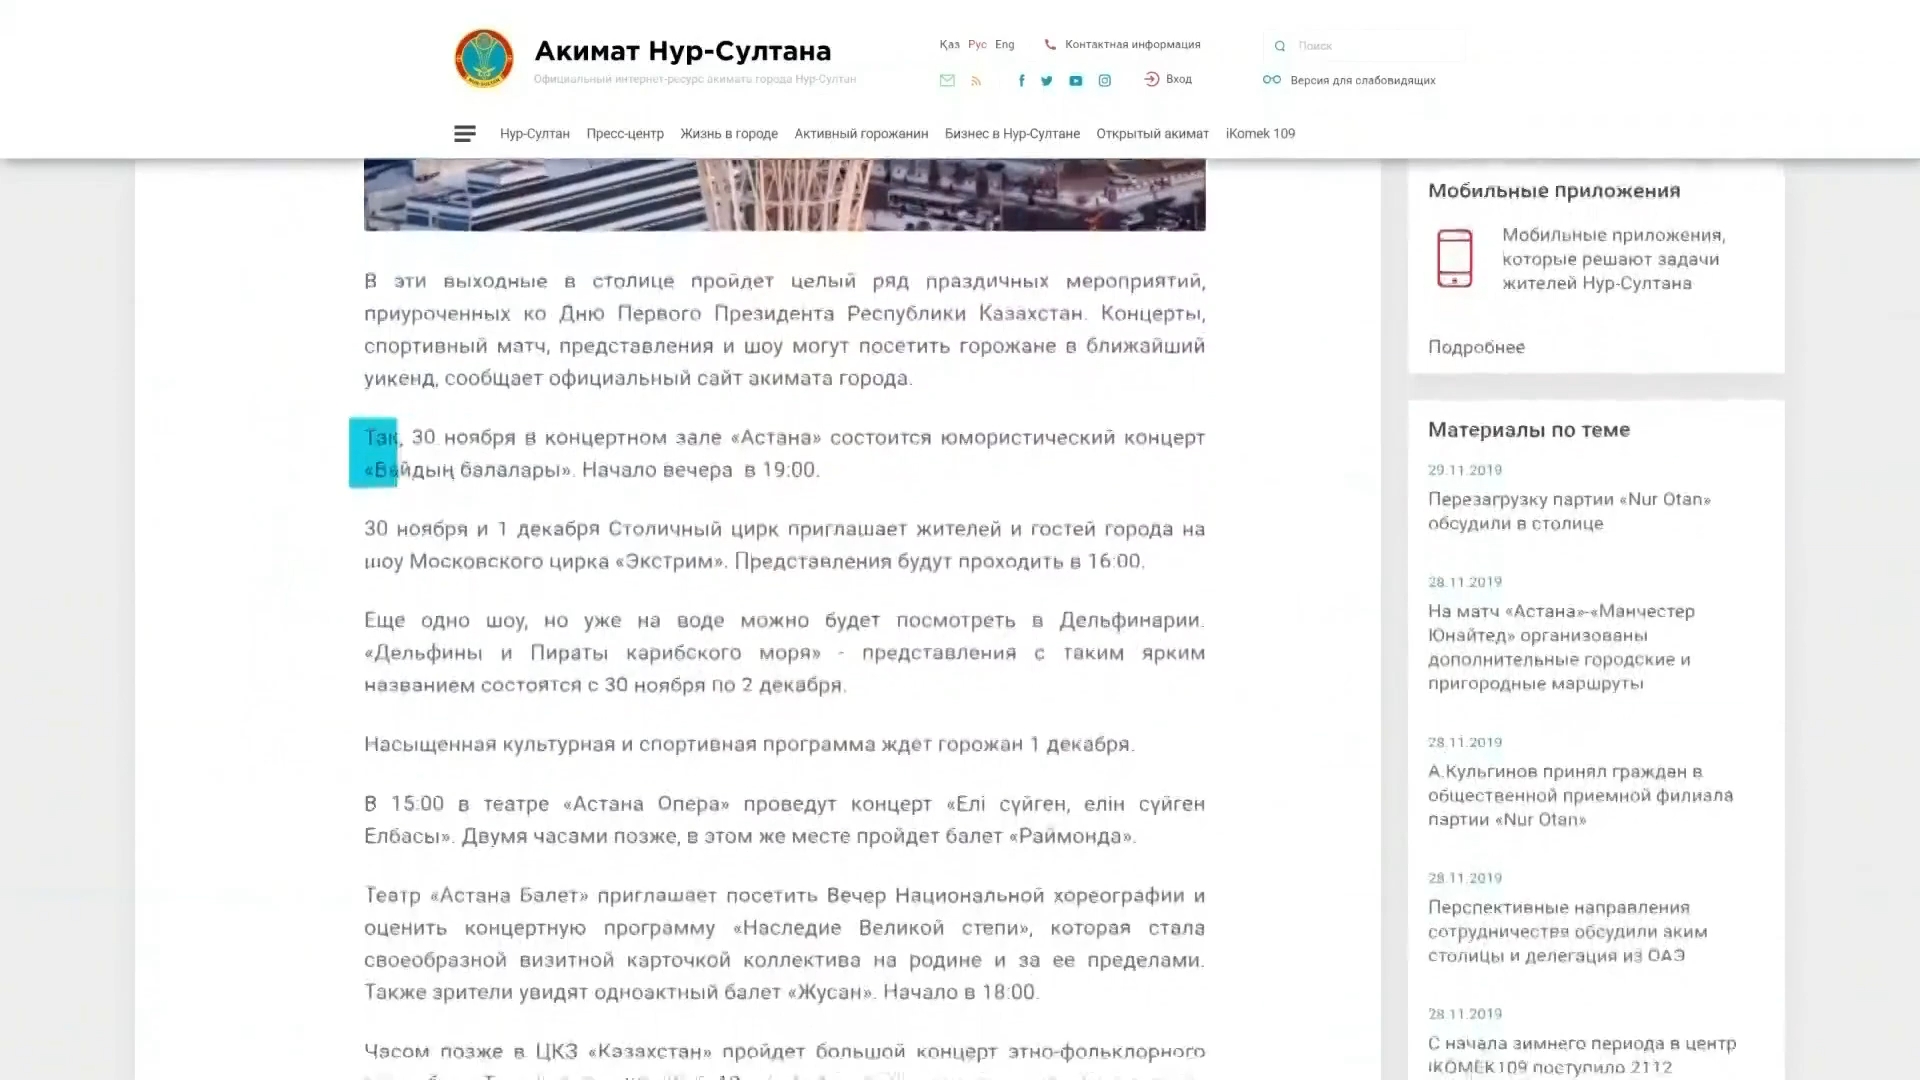 Акимат Нур-Султана
Официальный интернет-ресурс акимата города Нур-Султан
Қаз Рус Eng
Контактная информация
Поиск
Вход
Версия для слабовидящих
Нур-Султан Пресс-центр Жизнь в городе Активный горожанин Бизнес в Нур-Султане Открытый акимат iKomek 109
В эти выходные в столице пройдет целый ряд праздичных мероприятий,
приуроченных ко Дню Первого Президента Республики Казахстан. Концерты,
спортивный матч, представления и шоу могут посетить горожане в ближайший
уикенд, сообщает официальный сайт акимата города.
Так, 30 ноября в концертном зале «Астана» состоится юмористический концерт
«Байдың балалары». Начало вечера в 19:00.
30 ноября и 1 декабря Столичный цирк приглашает жителей и гостей города на
шоу Московского цирка «Экстрим». Представления будут проходить в 16:00.
Еще одно шоу, но уже на воде можно будет посмотреть в Дельфинарии.
«Дельфины и Пираты карибского моря» - представления с таким ярким
названием состоятся с 30 ноября по 2 декабря.
Насыщенная культурная и спортивная программа ждет горожан 1 декабря.
В 15:00 в театре «Астана Опера» проведут концерт «Елі сүйген, елін сүйген
Елбасы». Двумя часами позже, в этом же месте пройдет балет «Раймонда».
Театр «Астана Балет» приглашает посетить Вечер Национальной хореографии и
оценить концертную программу «Наследие Великой степи», которая стала
своеобразной визитной карточкой коллектива на родине и за ее пределами.
Также зрители увидят одноактный балет «Жусан». Начало в 18:00.
Часом позже в ЦКЗ «Казахстан» пройдет большой концерт этно-фольклорного
Мобильные приложения
Мобильные приложения,
которые решают задачи
жителей Нур-Султана
Подробнее
Материалы по теме
29.11.2019
Перезагрузку партии «Nur Otan»
обсудили в столице
28.11.2019
На матч «Астана»-«Манчестер
Юнайтед» организованы
дополнительные городские и
пригородные маршруты
28.11.2019
А.Кульгинов принял граждан в
общественной приемной филиала
партии «Nur Otan»
28.11.2019
Перспективные направления
сотрудничества обсудили аким
столицы и делегация из ОАЭ
28.11.2019
С начала зимнего периода в центр
iKOMEK109 поступило 2112